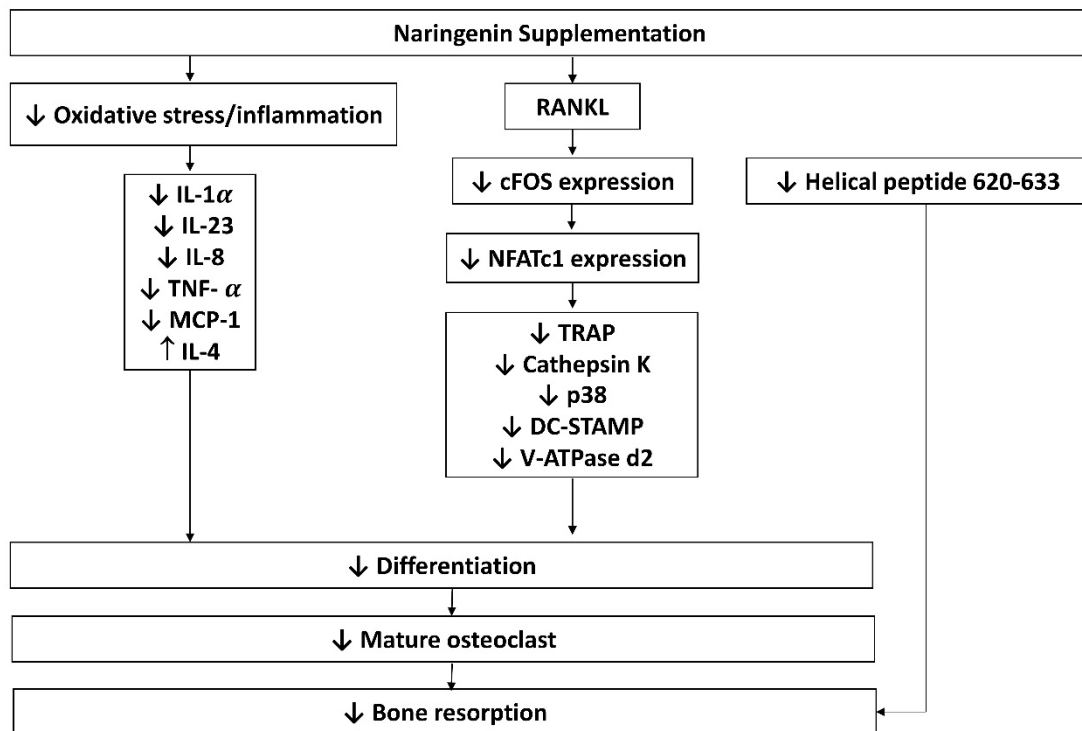 Naringenin Supplementation
↓ Oxidative stress/inflammation
RANKL
↓ cFOS expression
↓ Helical peptide 620-633
↓ IL-1α
↓ IL-23
↓ IL-8
↓ TNF- α
↓ MCP-1
↑ IL-4
↓ NFATc1 expression
↓ TRAP
↓ Cathepsin K
↓ p38
↓ DC-STAMP
↓ V-ATPase d2
↓ Differentiation
↓ Mature osteoclast
↓ Bone resorption